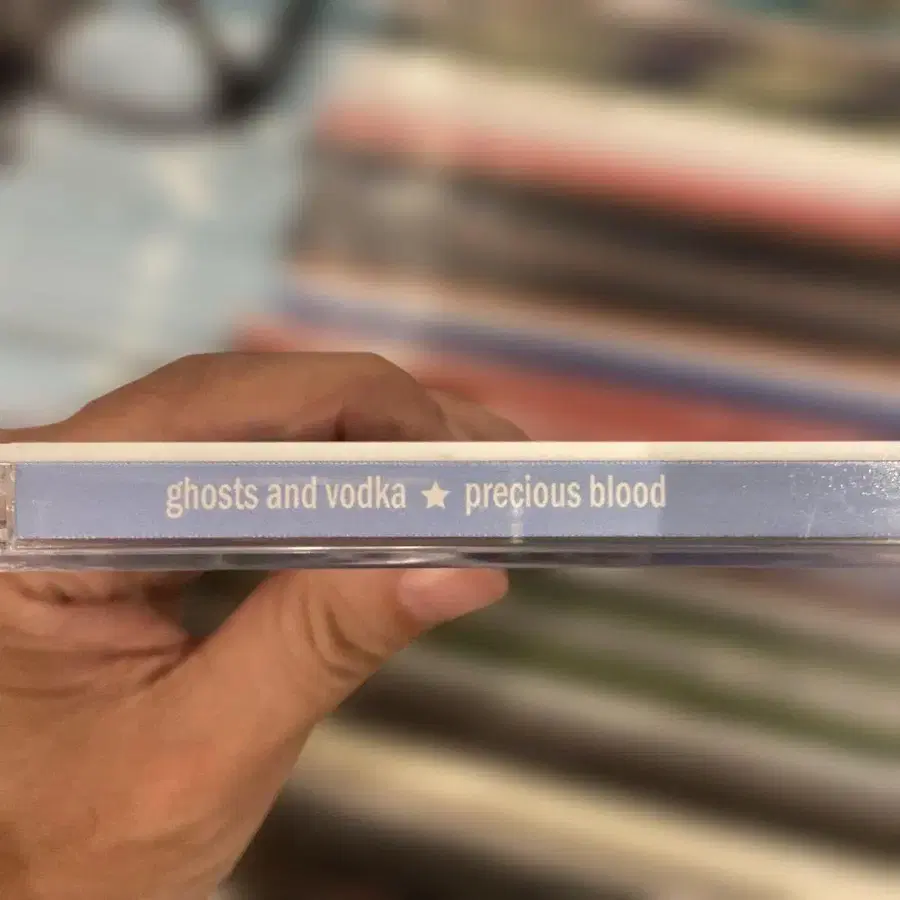 ghosts and vodka ★ precious blood